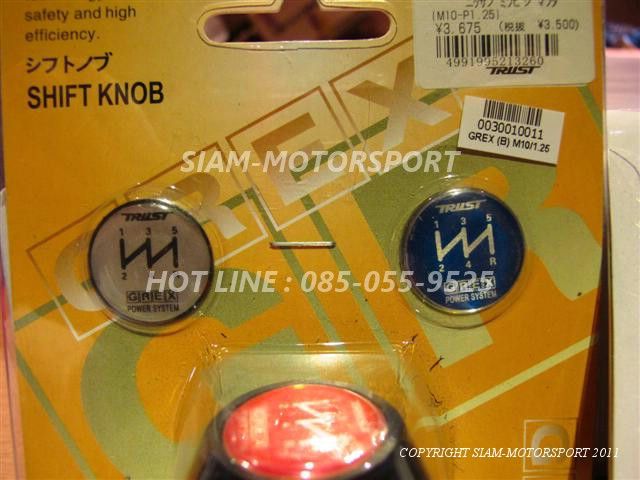 safety and high
efficiency.
シフトノブ
SHIFT KNOB
(M10-P1.25)
¥3,675 (税抜 ¥3,500)
4991995213260
TRUST
0030010011
GREX (B) M10/1.25
GREX
SIAM-MOTORSPORT
TRUST
1 3 5
2
GREX
POWER SYSTEM
TRUST
1 3 5
2 4 R
GREX
POWER SYSTEM
HOT LINE : 085-055-9525
COPYRIGHT SIAM-MOTORSPORT 2011